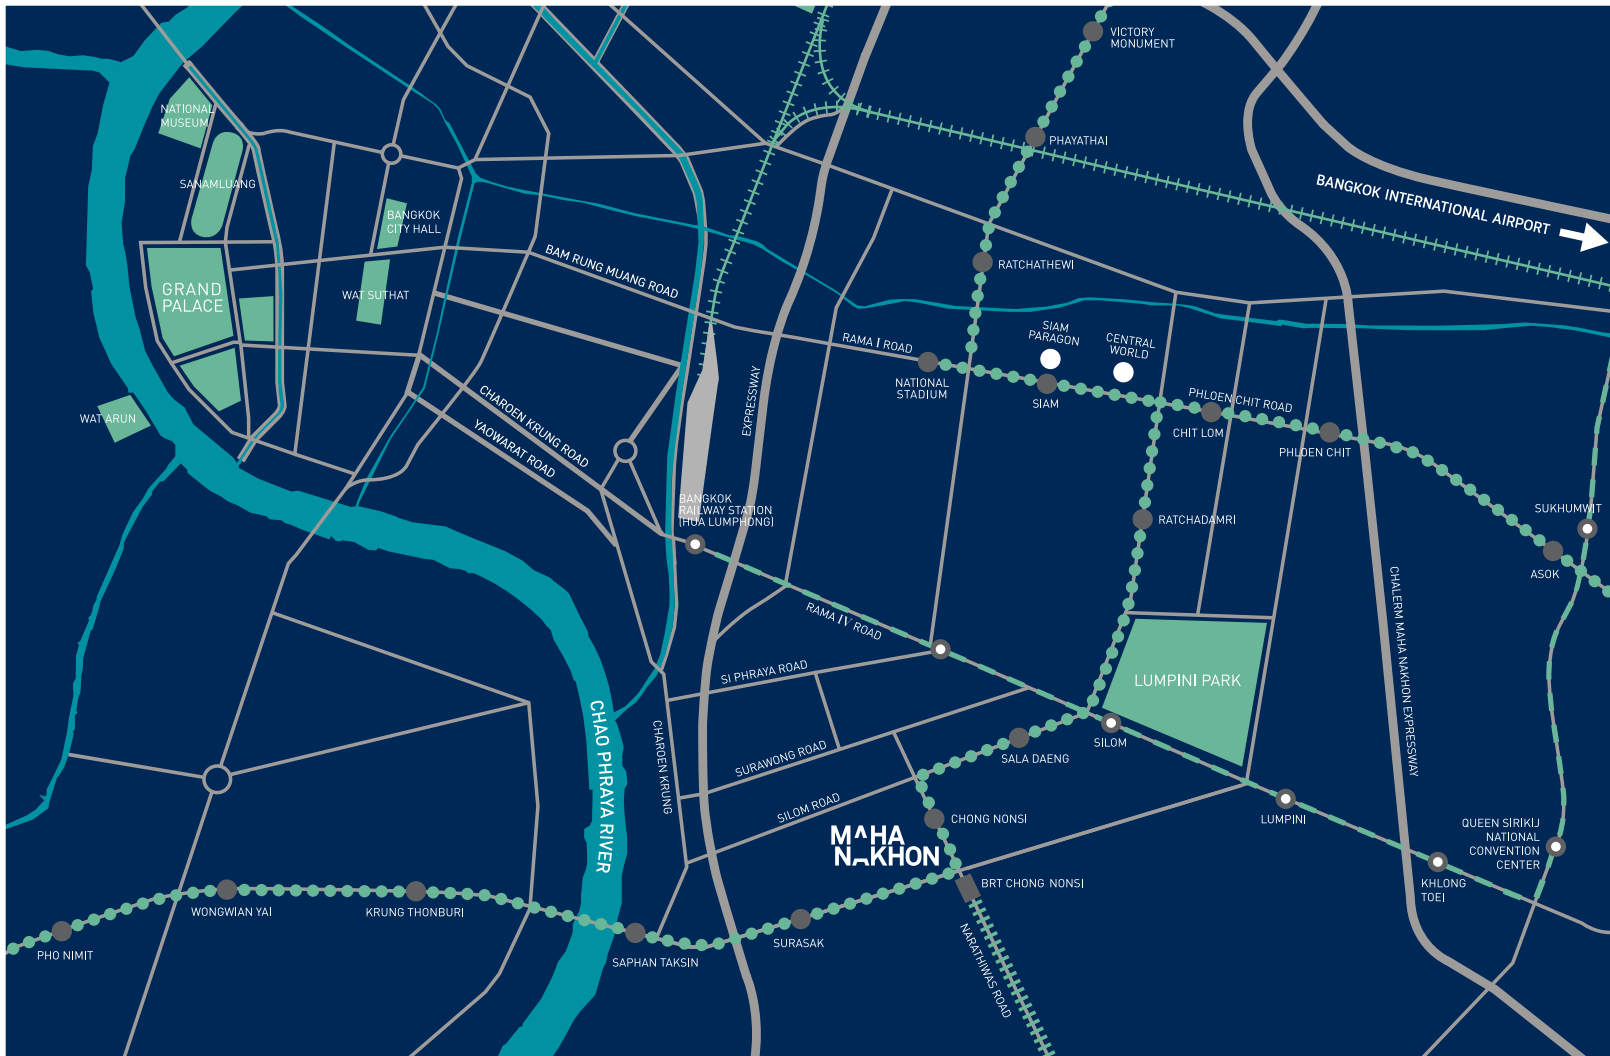 VICTORY
MONUMENT
NATIONAL
MUSEUM
PHAYATHAI
SANAMLUANG
BANGKOK INTERNATIONAL AIRPORT
BANGKOK
CITY HALL
BAM RUNG MUANG ROAD
RATCHATHEWI
GRAND
PALACE
WAT SUTHAT
SIAM
PARAGON
CENTRAL
WORLD
RAMA I ROAD
NATIONAL
STADIUM
SIAM
PHLOEN CHIT ROAD
CHIT LOM
PHLOEN CHIT
EXPRESSWAY
WAT ARUN
CHAROEN KRUNG ROAD
YAOWARAT ROAD
BANGKOK
RAILWAY STATION
(HUA LUMPHONG)
RATCHADAMRI
SUKHUMWIT
ASOK
CHALERM MAHA NAKHON EXPRESSWAY
RAMA IV ROAD
SI PHRAYA ROAD
LUMPINI PARK
CHAO PHRAYA RIVER
CHAROEN KRUNG
SURAWONG ROAD
SALA DAENG
SILOM
SILOM ROAD
CHONG NONSI
LUMPINI
MAHA
NAKHON
QUEEN SIRIKIJ
NATIONAL
CONVENTION
CENTER
BRT CHONG NONSI
KHLONG
TOEI
WONGWIAN YAI
KRUNG THONBURI
PHO NIMIT
SAPHAN TAKSIN
SURASAK
NARATHIWAS ROAD